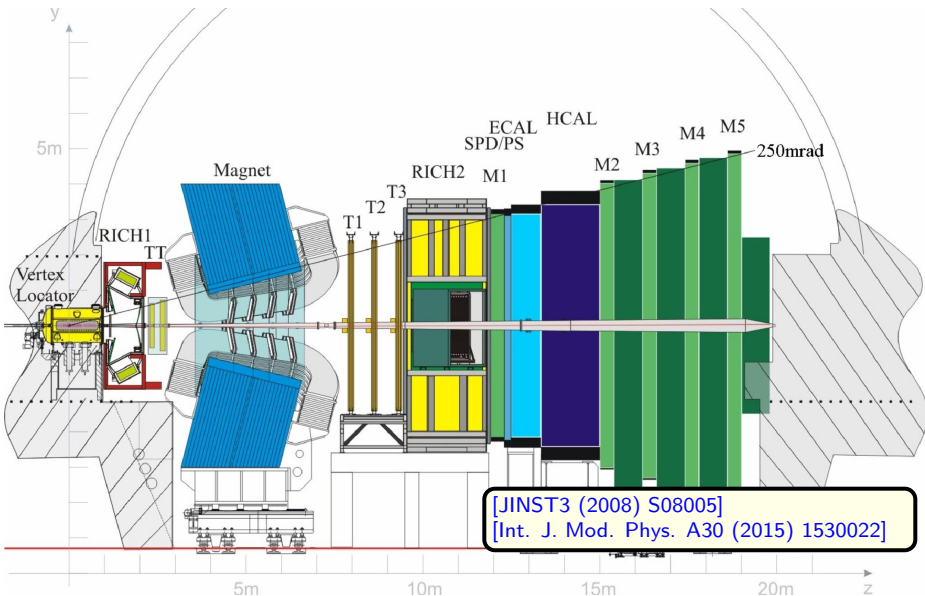 y
5m
Vertex
Locator
RICH1
TT
Magnet
T1
T2
T3
RICH2
M1
SPD/PS
ECAL
HCAL
M2
M3
M4
M5
250mrad
[JINST3 (2008) S08005]
[Int. J. Mod. Phys. A30 (2015) 1530022]
5m
10m
15m
20m
z